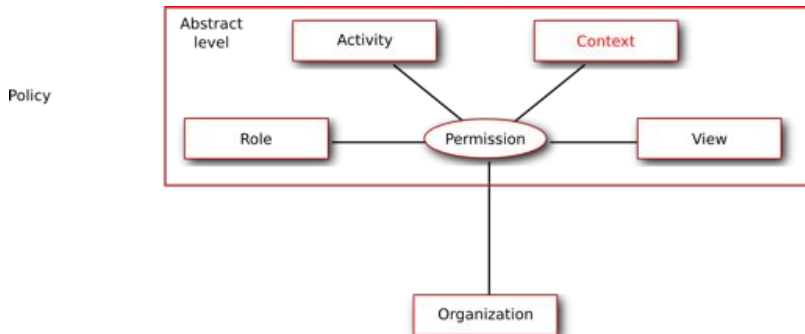 Abstract
level
Activity
Context
Policy
Role
Permission
View
Organization